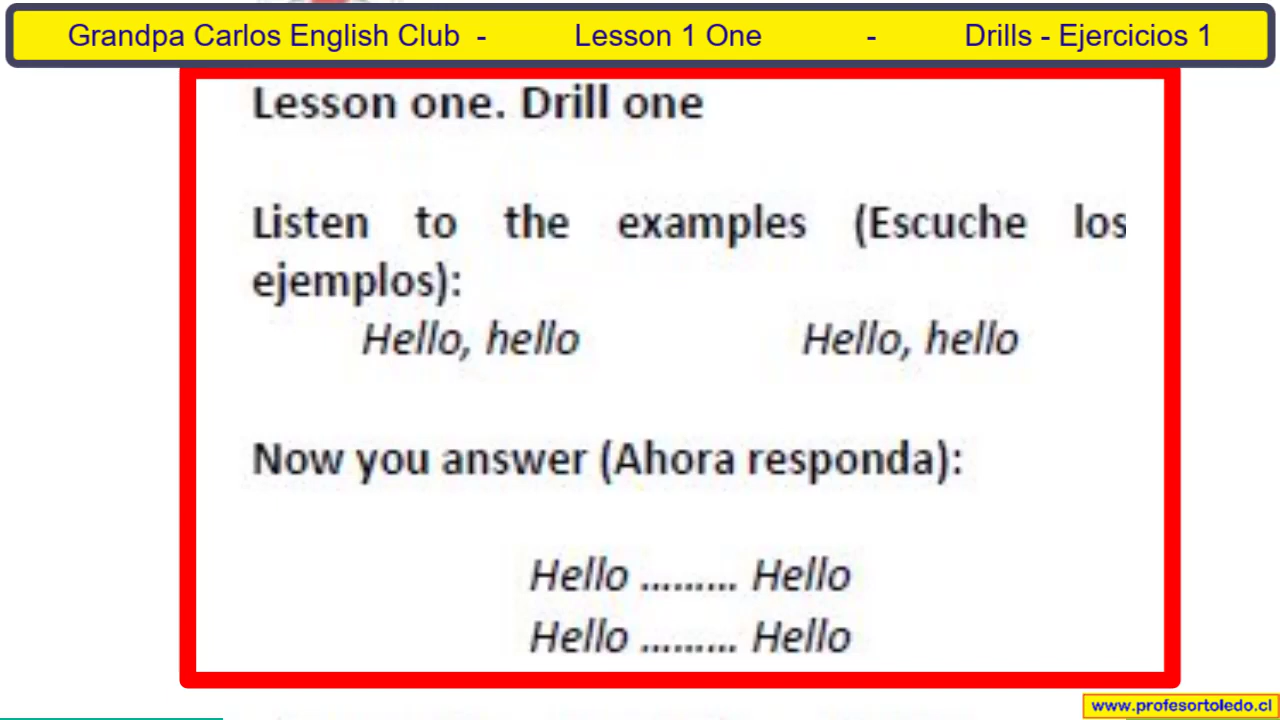 Grandpa Carlos English Club - Lesson 1 One - Drills - Ejercicios 1
Lesson one. Drill one
Listen to the examples (Escuche los
ejemplos):
Hello, hello Hello, hello
Now you answer (Ahora responda):
Hello ......... Hello
Hello ......... Hello
www.profesortoledo.cl